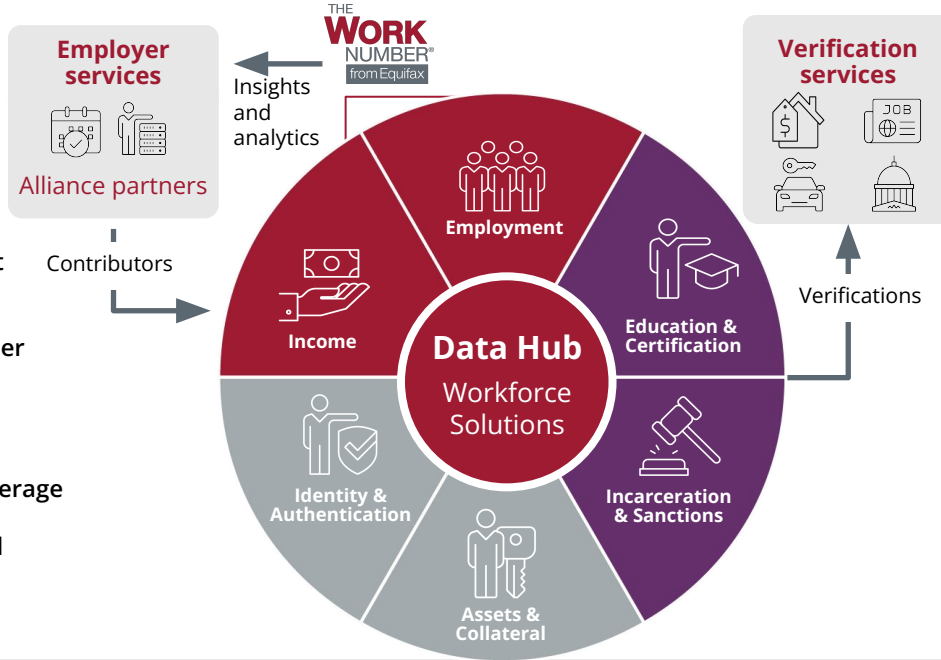 THE
WORK
NUMBER®
from Equifax
Employer
services
Alliance partners
Insights
and
analytics
Verification
services
JOB
$
Contributors
Verifications
Employment
Income
Education &
Certification
Data Hub
Workforce
Solutions
Identity &
Authentication
Incarceration
& Sanctions
Assets &
Collateral
t
er
erage